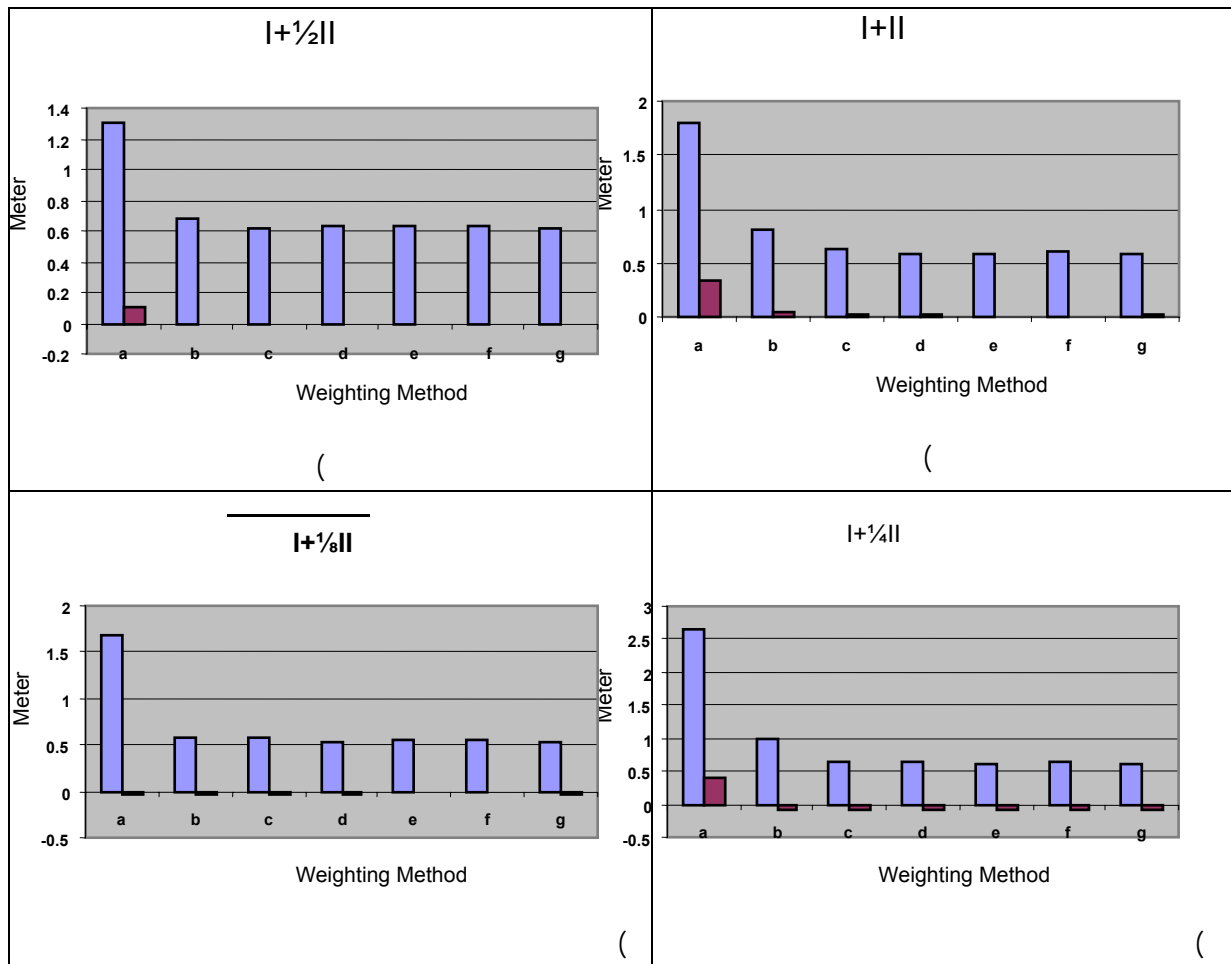 I+½II
1.4
1.2
1
0.8
0.6
0.4
0.2
0
-0.2
Meter
a b c d e f g
Weighting Method
(
I+II
2
1.5
1
0.5
0
Meter
a b c d e f g
Weighting Method
(
I+⅛II
2
1.5
1
0.5
0
-0.5
Meter
a b c d e f g
Weighting Method
(
I+¼II
3
2.5
2
1.5
1
0.5
0
-0.5
Meter
a b c d e f g
Weighting Method
(